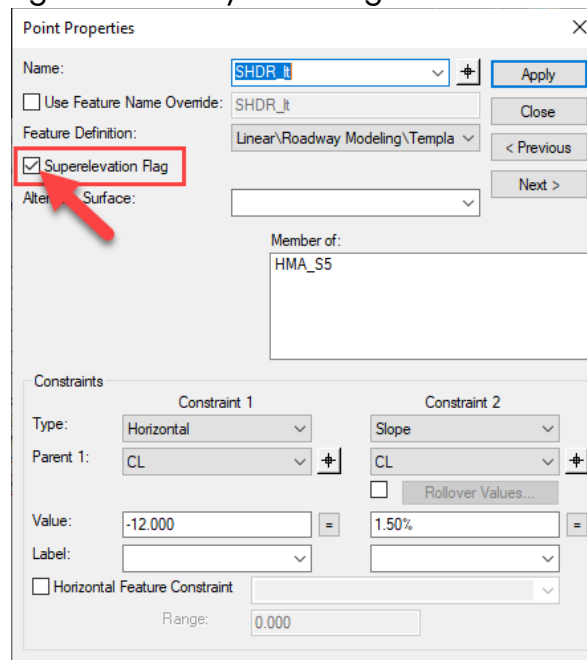 Point Properties
Name: SHDR_lt Apply
Use Feature Name Override: SHDR_lt Close
Feature Definition: Linear\Roadway Modeling\Templa < Previous
Superelevation Flag Next >
Surface:
Member of:
HMA_S5
Constraints
Constraint 1 Constraint 2
Type: Horizontal Slope
Parent 1: CL CL
Rollover Values...
Value: -12.000 = 1.50% =
Label:
Horizontal Feature Constraint
Range: 0.000